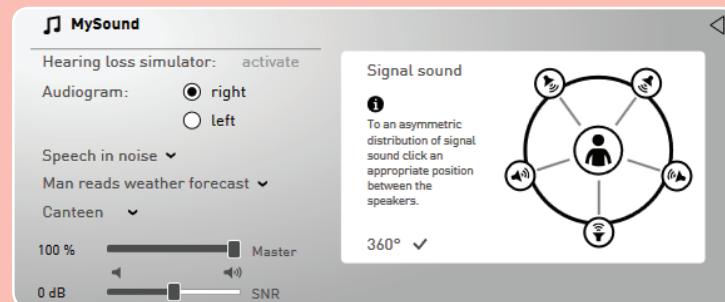 MySound
Hearing loss simulator: activate
Audiogram: right
left
Speech in noise
Man reads weather forecast
Canteen
100 % Master
0 dB SNR
Signal sound
To an asymmetric
distribution of signal
sound click an
appropriate position
between the
speakers.
360°